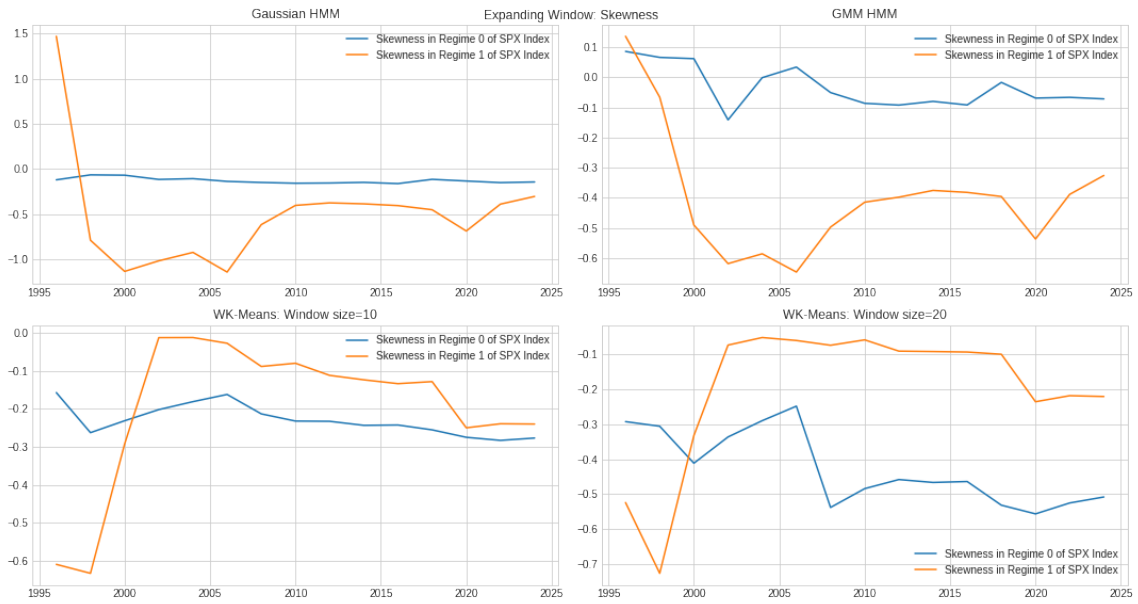 Expanding Window: Skewness
Gaussian HMM
Skewness in Regime 0 of SPX Index
Skewness in Regime 1 of SPX Index
1.5
1.0
0.5
0.0
−0.5
−1.0
1995 2000 2005 2010 2015 2020 2025
GMM HMM
Skewness in Regime 0 of SPX Index
Skewness in Regime 1 of SPX Index
0.1
0.0
−0.1
−0.2
−0.3
−0.4
−0.5
−0.6
1995 2000 2005 2010 2015 2020 2025
WK-Means: Window size=10
Skewness in Regime 0 of SPX Index
Skewness in Regime 1 of SPX Index
0.0
−0.1
−0.2
−0.3
−0.4
−0.5
−0.6
1995 2000 2005 2010 2015 2020 2025
WK-Means: Window size=20
−0.1
−0.2
−0.3
−0.4
−0.5
−0.6
−0.7
Skewness in Regime 0 of SPX Index
Skewness in Regime 1 of SPX Index
1995 2000 2005 2010 2015 2020 2025